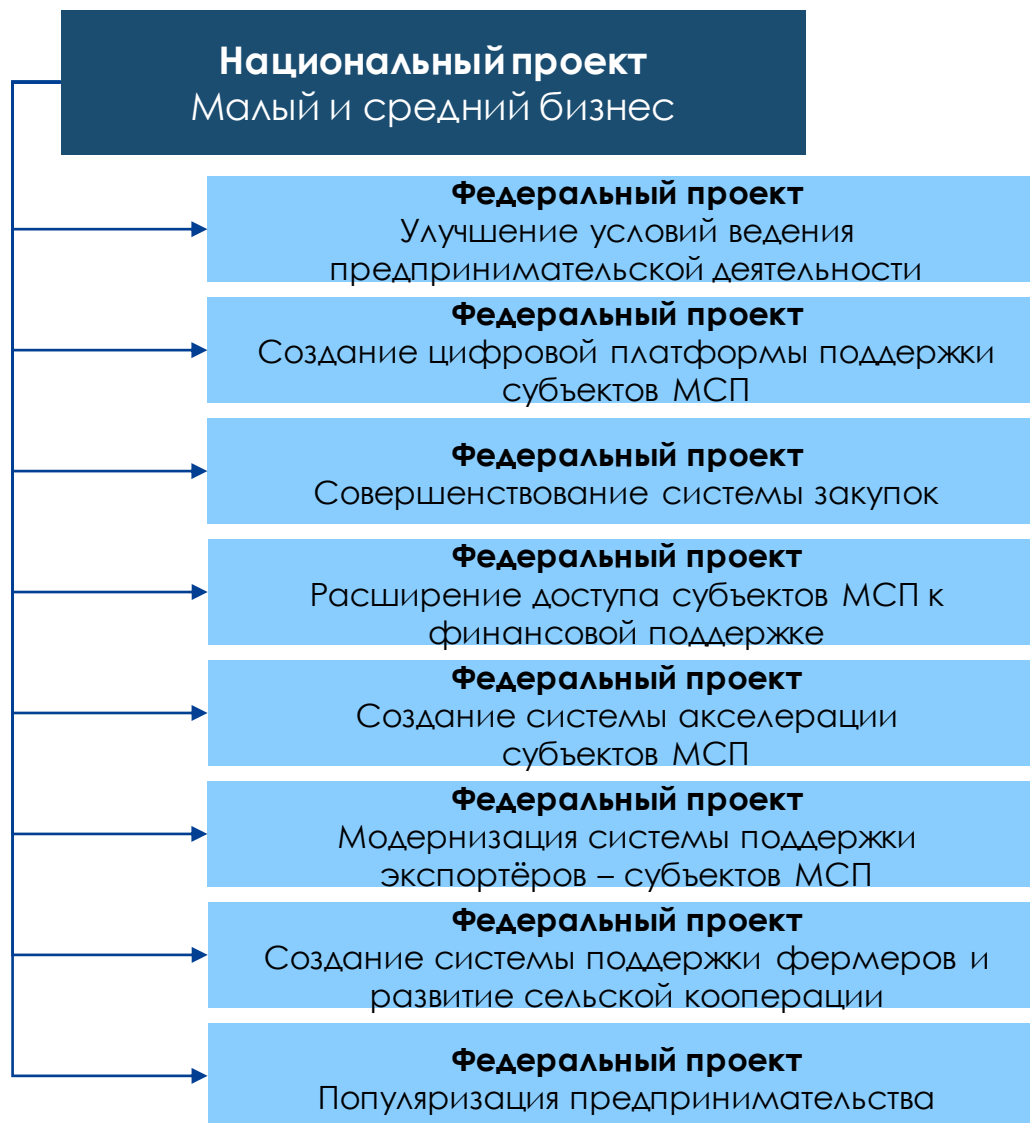 Национальный проект
Малый и средний бизнес
Федеральный проект
Улучшение условий ведения
предпринимательской деятельности
Федеральный проект
Создание цифровой платформы поддержки
субъектов МСП
Федеральный проект
Совершенствование системы закупок
Федеральный проект
Расширение доступа субъектов МСП к
финансовой поддержке
Федеральный проект
Создание системы акселерации
субъектов МСП
Федеральный проект
Модернизация системы поддержки
экспортёров – субъектов МСП
Федеральный проект
Создание системы поддержки фермеров и
развитие сельской кооперации
Федеральный проект
Популяризация предпринимательства